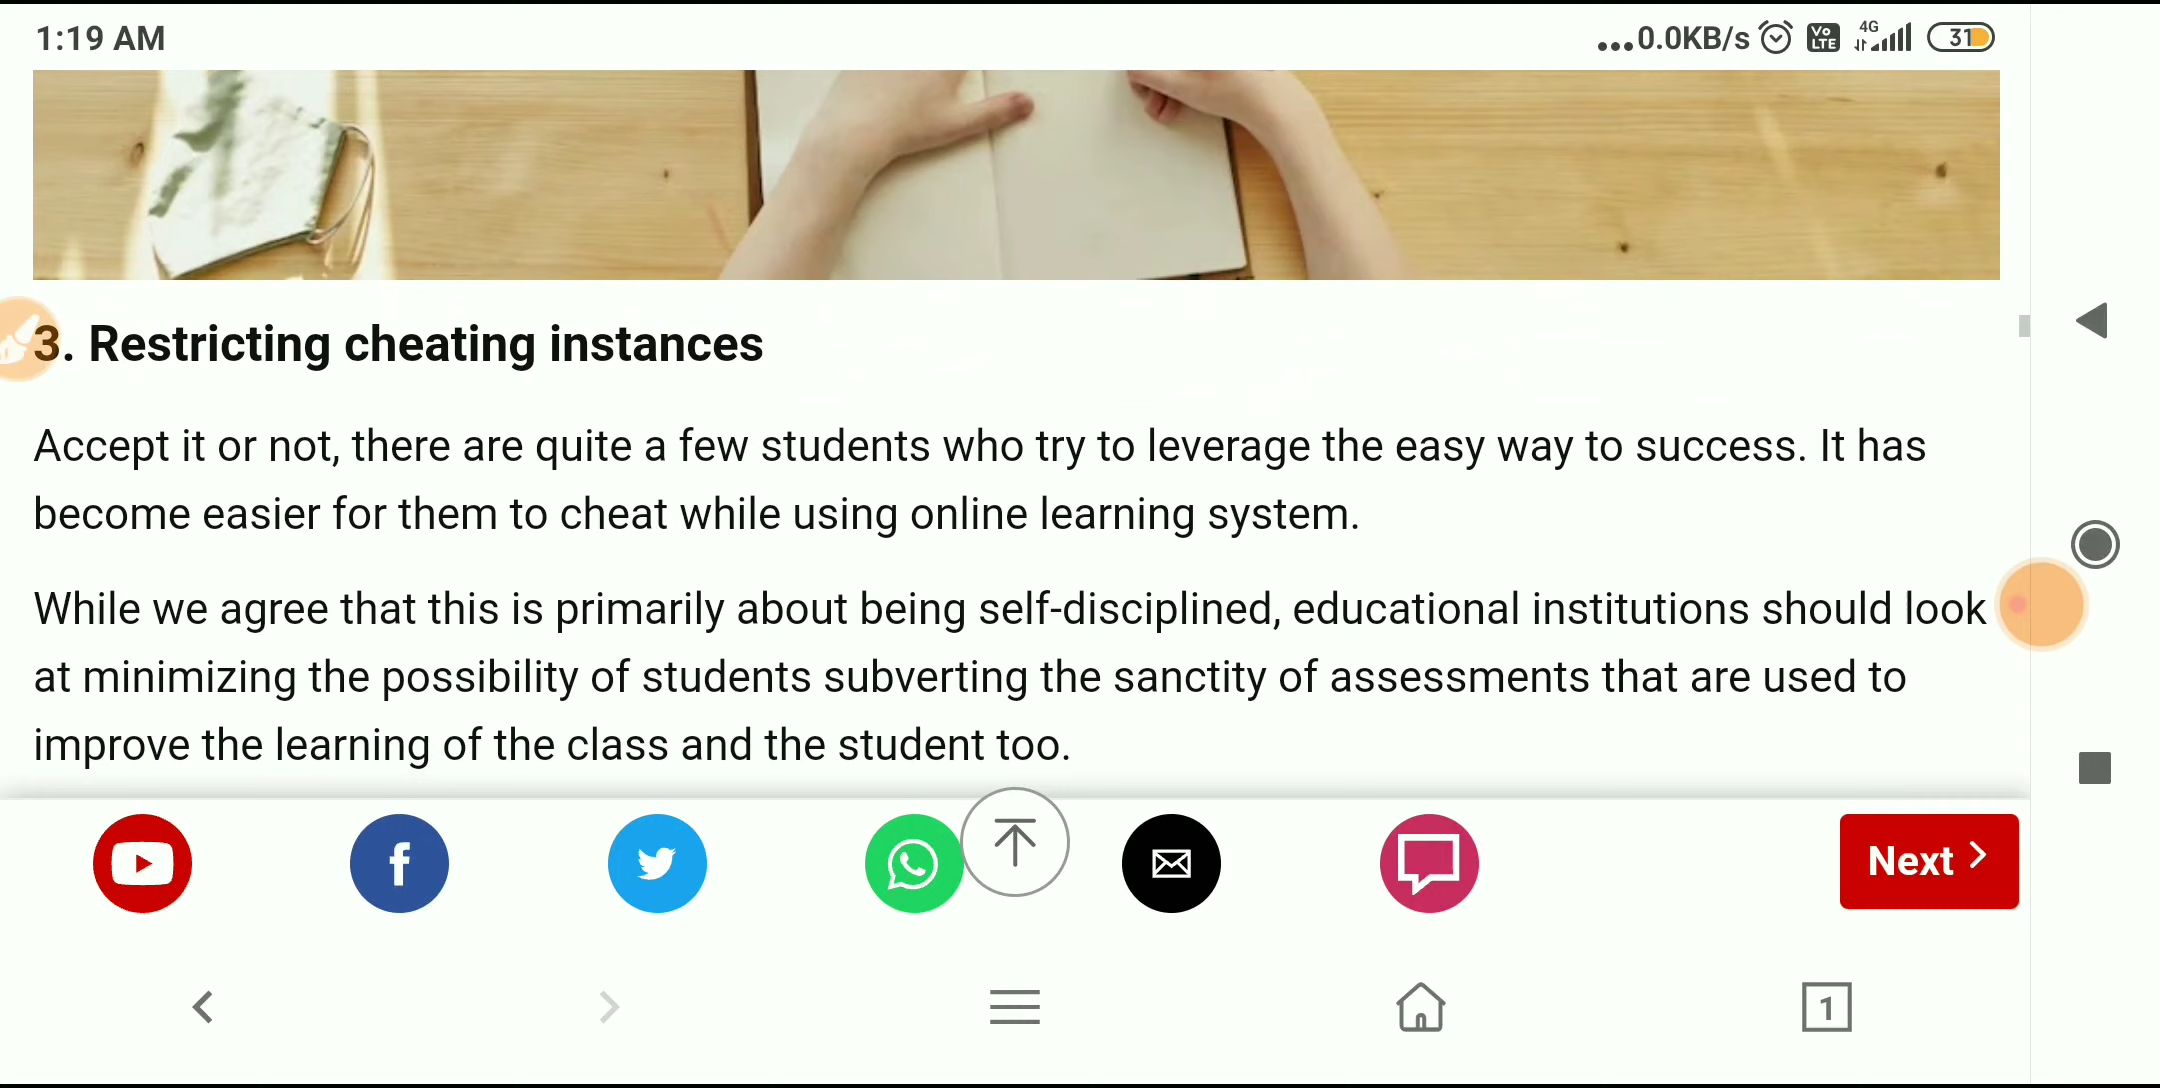 1:19 AM
...0.0KB/s Vo LTE 4G 31
3. Restricting cheating instances
Accept it or not, there are quite a few students who try to leverage the easy way to success. It has
become easier for them to cheat while using online learning system.
While we agree that this is primarily about being self-disciplined, educational institutions should look
at minimizing the possibility of students subverting the sanctity of assessments that are used to
improve the learning of the class and the student too.
f
Next >
1